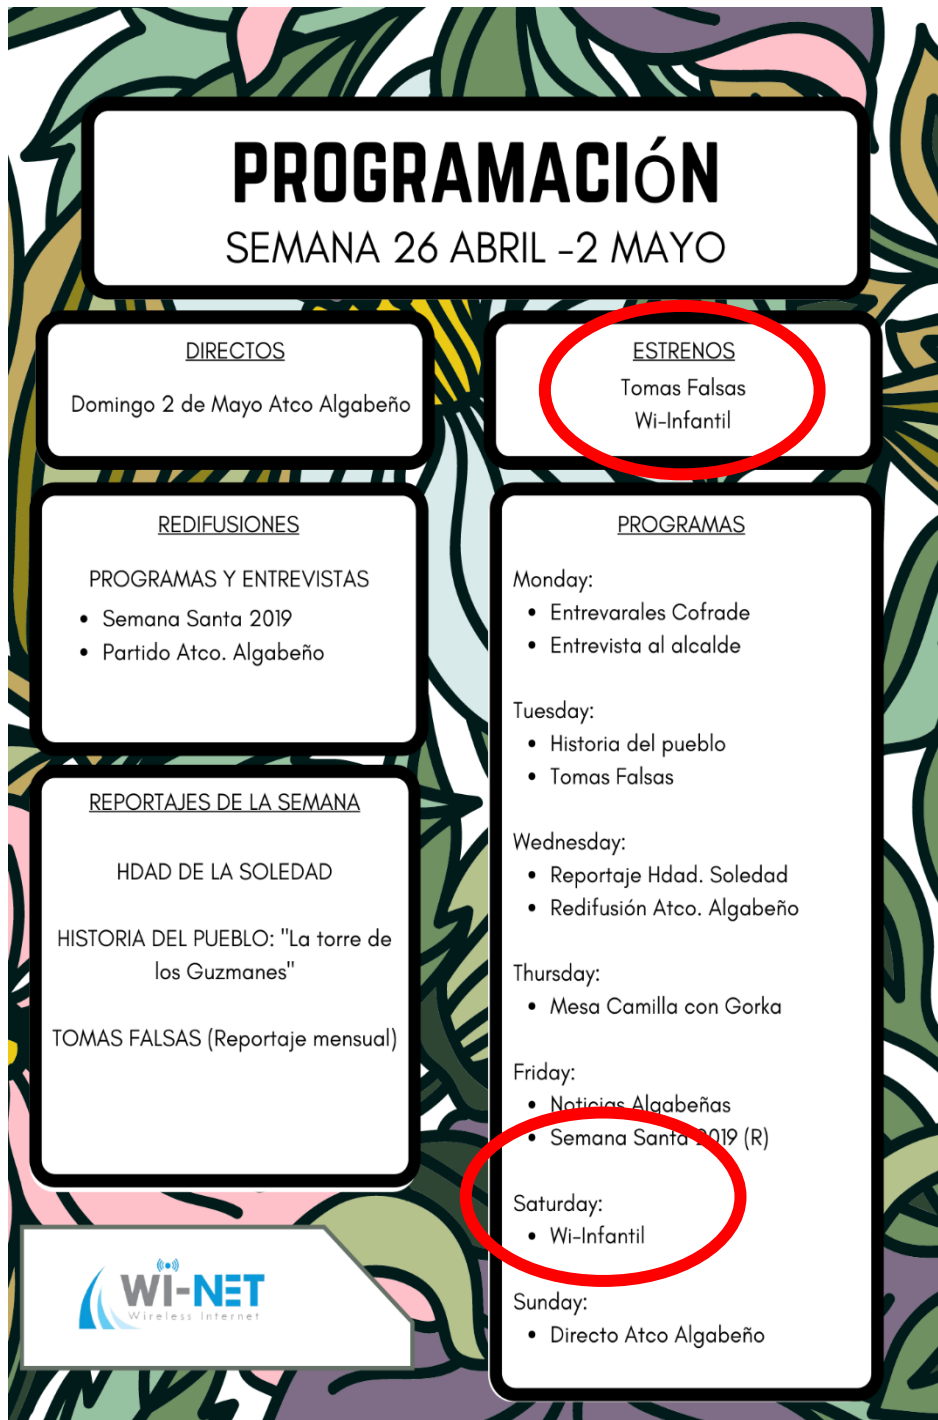 PROGRAMACIÓN
SEMANA 26 ABRIL -2 MAYO
DIRECTOS
Domingo 2 de Mayo Atco Algabeño
ESTRENOS
Tomas Falsas
Wi-Infantil
REDIFUSIONES
PROGRAMAS Y ENTREVISTAS
• Semana Santa 2019
• Partido Atco. Algabeño
REPORTAJES DE LA SEMANA
HDAD DE LA SOLEDAD
HISTORIA DEL PUEBLO: "La torre de
los Guzmanes"
TOMAS FALSAS (Reportaje mensual)
PROGRAMAS
Monday:
• Entrevarales Cofrade
• Entrevista al alcalde
Tuesday:
• Historia del pueblo
• Tomas Falsas
Wednesday:
• Reportaje Hdad. Soledad
• Redifusión Atco. Algabeño
Thursday:
• Mesa Camilla con Gorka
Friday:
• Noticias Algabeñas
• Semana Santa 2019 (R)
Saturday:
• Wi-Infantil
Sunday:
• Directo Atco Algabeño
Wi-NET
Wireless Internet